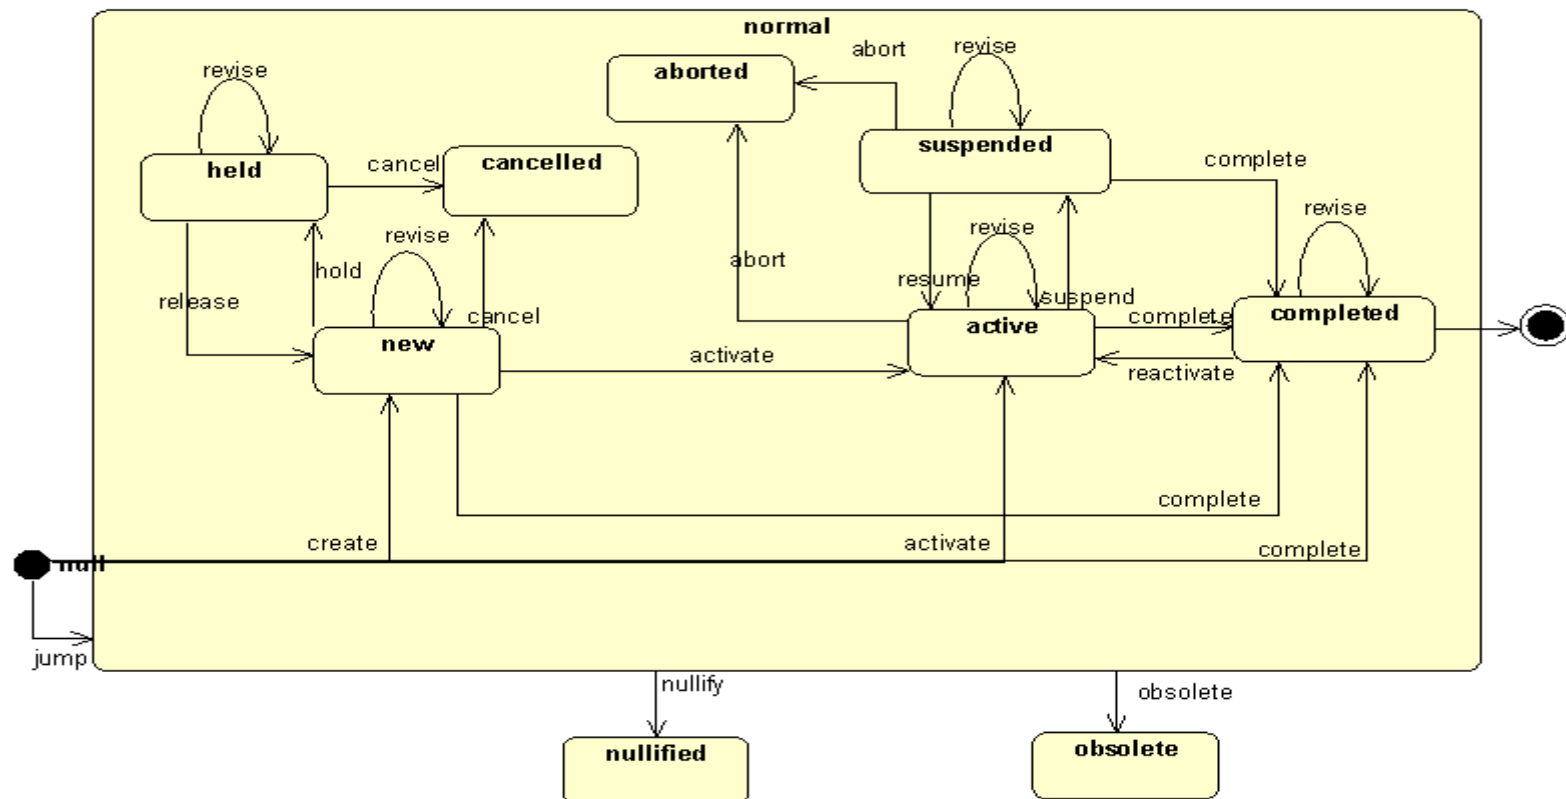 normal
abort
revise
revise
aborted
suspended
held
cancel
cancelled
complete
revise
revise
revise
hold
abort
release
resume
suspend
cancel
complete
completed
new
active
activate
reactivate
complete
create
activate
complete
null
jump
nullify
obsolete
nullified
obsolete